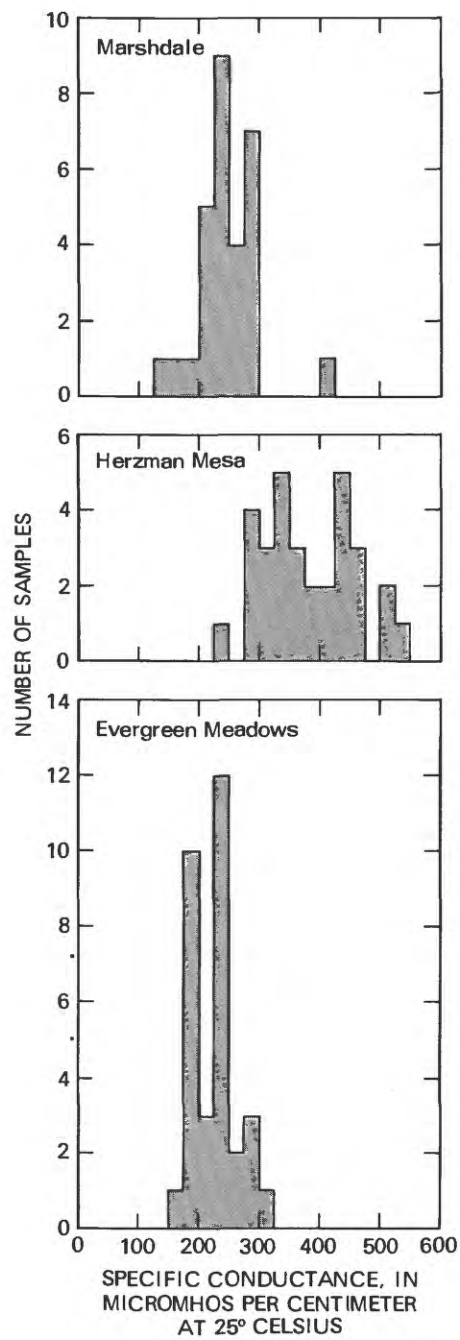 10
Marshdale
8
6
4
2
0
6
Herzman Mesa
4
2
0
NUMBER OF SAMPLES
14
Evergreen Meadows
12
10
8
6
4
2
0
0 100 200 300 400 500 600
SPECIFIC CONDUCTANCE, IN
MICROMHOS PER CENTIMETER
AT 25º CELSIUS